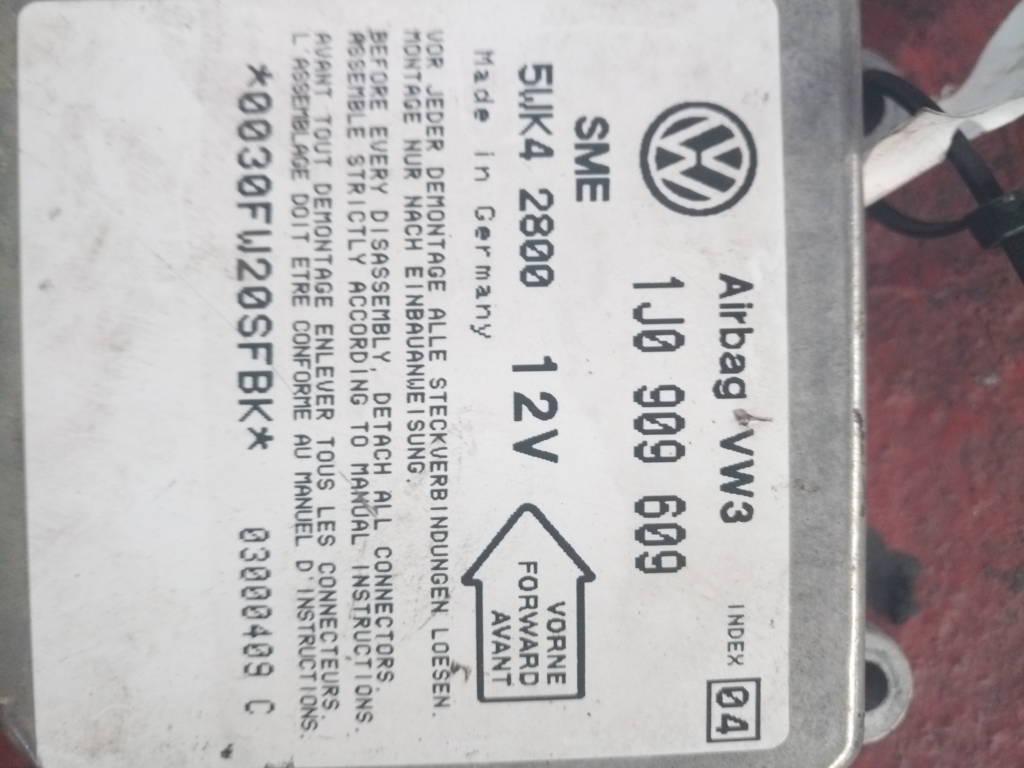 Airbag VW3 INDEX 04
1J0 909 609
SME
5WK4 2800 12V
VORNE
FORWARD
AVANT
Made in Germany
VOR JEDER DEMONTAGE ALLE STECKVERBINDUNGEN LOESEN.
MONTAGE NUR NACH EINBAUANWEISUNG.
BEFORE EVERY DISASSEMBLY, DETACH ALL CONNECTORS.
ASSEMBLE STRICTLY ACCORDING TO MANUAL INSTRUCTIONS.
AVANT TOUT DEMONTAGE ENLEVER TOUS LES CONNECTEURS.
L'ASSEMBLAGE DOIT ETRE CONFORME AU MANUEL D'INSTRUCTIONS.
*0030FW20SFBK* 03000409 C